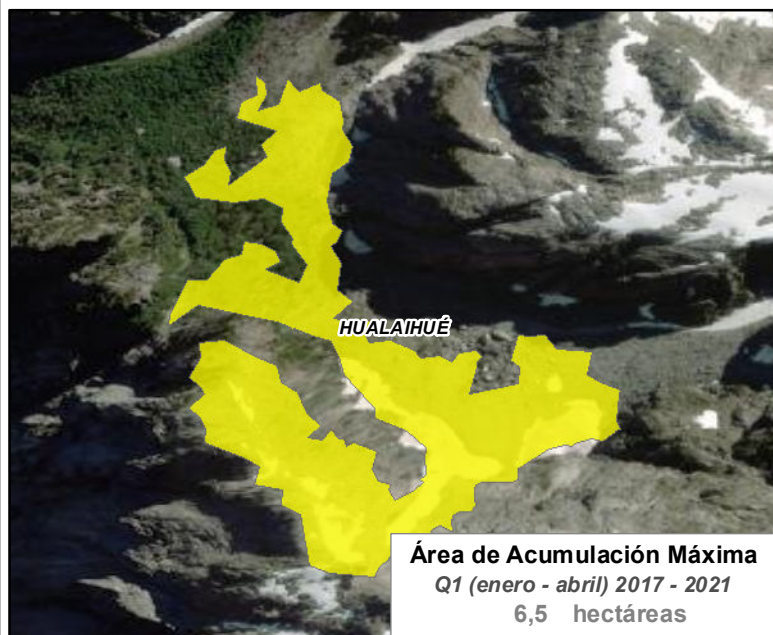 HUALAIHUÉ
Área de Acumulación Máxima
Q1 (enero - abril) 2017 - 2021
6,5 hectáreas